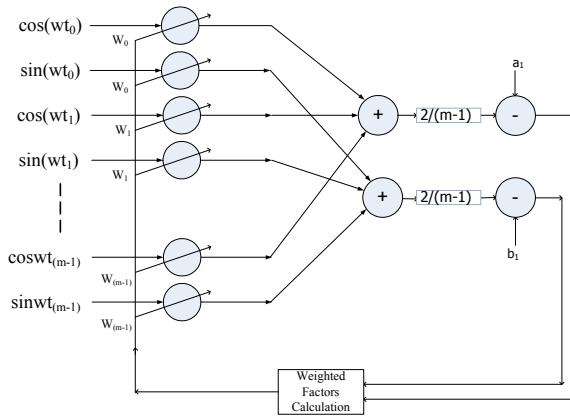 cos(wt₀)
W₀
sin(wt₀)
W₀
cos(wt₁)
W₁
sin(wt₁)
W₁
coswt₍ₘ₋₁₎
W₍ₘ₋₁₎
sinwt₍ₘ₋₁₎
W₍ₘ₋₁₎
+
2/(m-1)
a₁
-
+
2/(m-1)
-
b₁
Weighted
Factors
Calculation